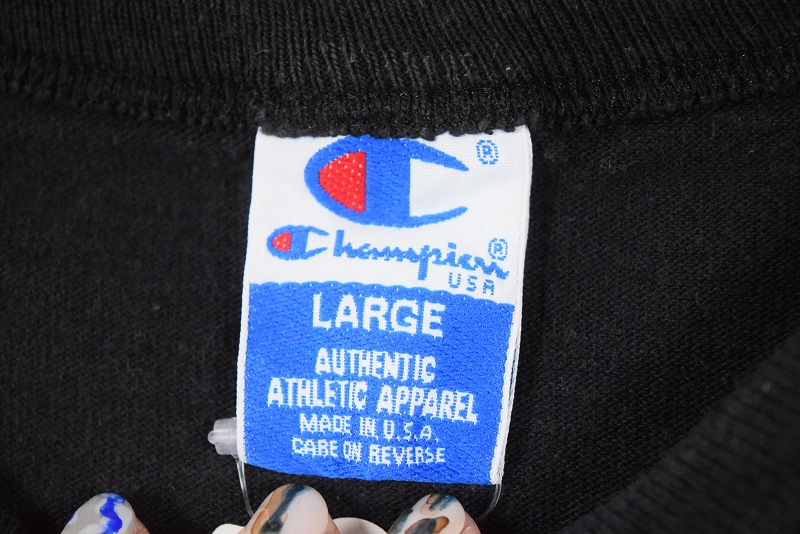 ®
Champion®
USA
LARGE
AUTHENTIC
ATHLETIC APPAREL
MADE IN U.S.A.
CARE ON REVERSE